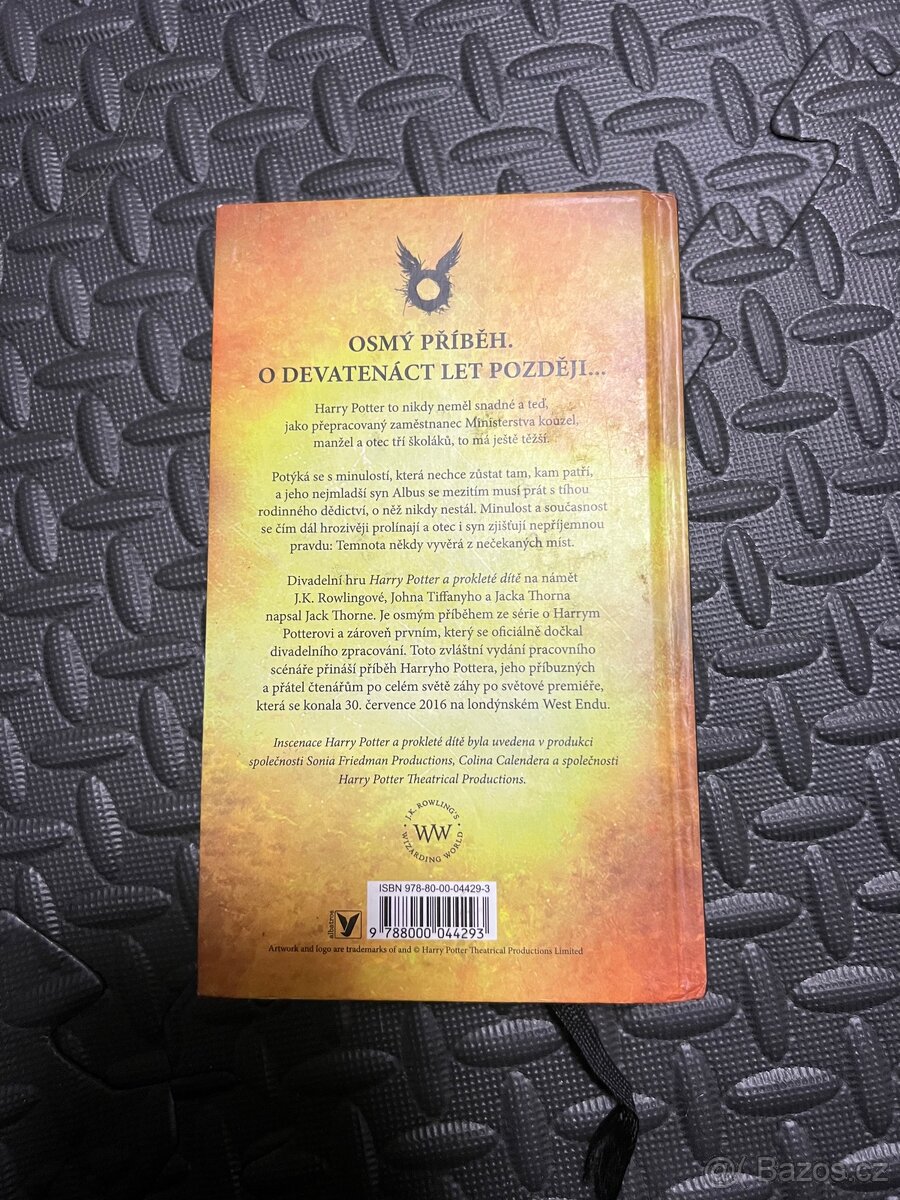 OSMÝ PŘÍBĚH.
O DEVATENÁCT LET POZDĚJI...
Harry Potter to nikdy neměl snadné a teď,
jako přepracovaný zaměstnanec Ministerstva kouzel,
manžel a otec tří školáků, to má ještě těžší.
Potýká se s minulostí, která nechce zůstat tam, kam patří,
a jeho nejmladší syn Albus se mezitím musí prát s tíhou
rodinného dědictví, o něž nikdy nestál. Minulost a současnost
se čím dál hrozivěji prolínají a otec i syn zjišťují nepříjemnou
pravdu: Temnota někdy vyvěrá z nečekaných míst.
Divadelní hru Harry Potter a prokleté dítě na námět
J.K. Rowlingové, Johna Tiffanyho a Jacka Thorna
napsal Jack Thorne. Je osmým příběhem ze série o Harrym
Potterovi a zároveň prvním, který se oficiálně dočkal
divadelního zpracování. Toto zvláštní vydání pracovního
scénáře přináší příběh Harryho Pottera, jeho příbuzných
a přátel čtenářům po celém světě záhy po světové premiéře,
která se konala 30. července 2016 na londýnském West Endu.
Inscenace Harry Potter a prokleté dítě byla uvedena v produkci
společnosti Sonia Friedman Productions, Colina Calendera a společnosti
Harry Potter Theatrical Productions.
J.K. ROWLING'S
WW
WIZARDING WORLD
ISBN 978-80-00-04429-3
albatros
9 788000 044293
Artwork and logo are trademarks of and © Harry Potter Theatrical Productions Limited
@/ Bazos.cz